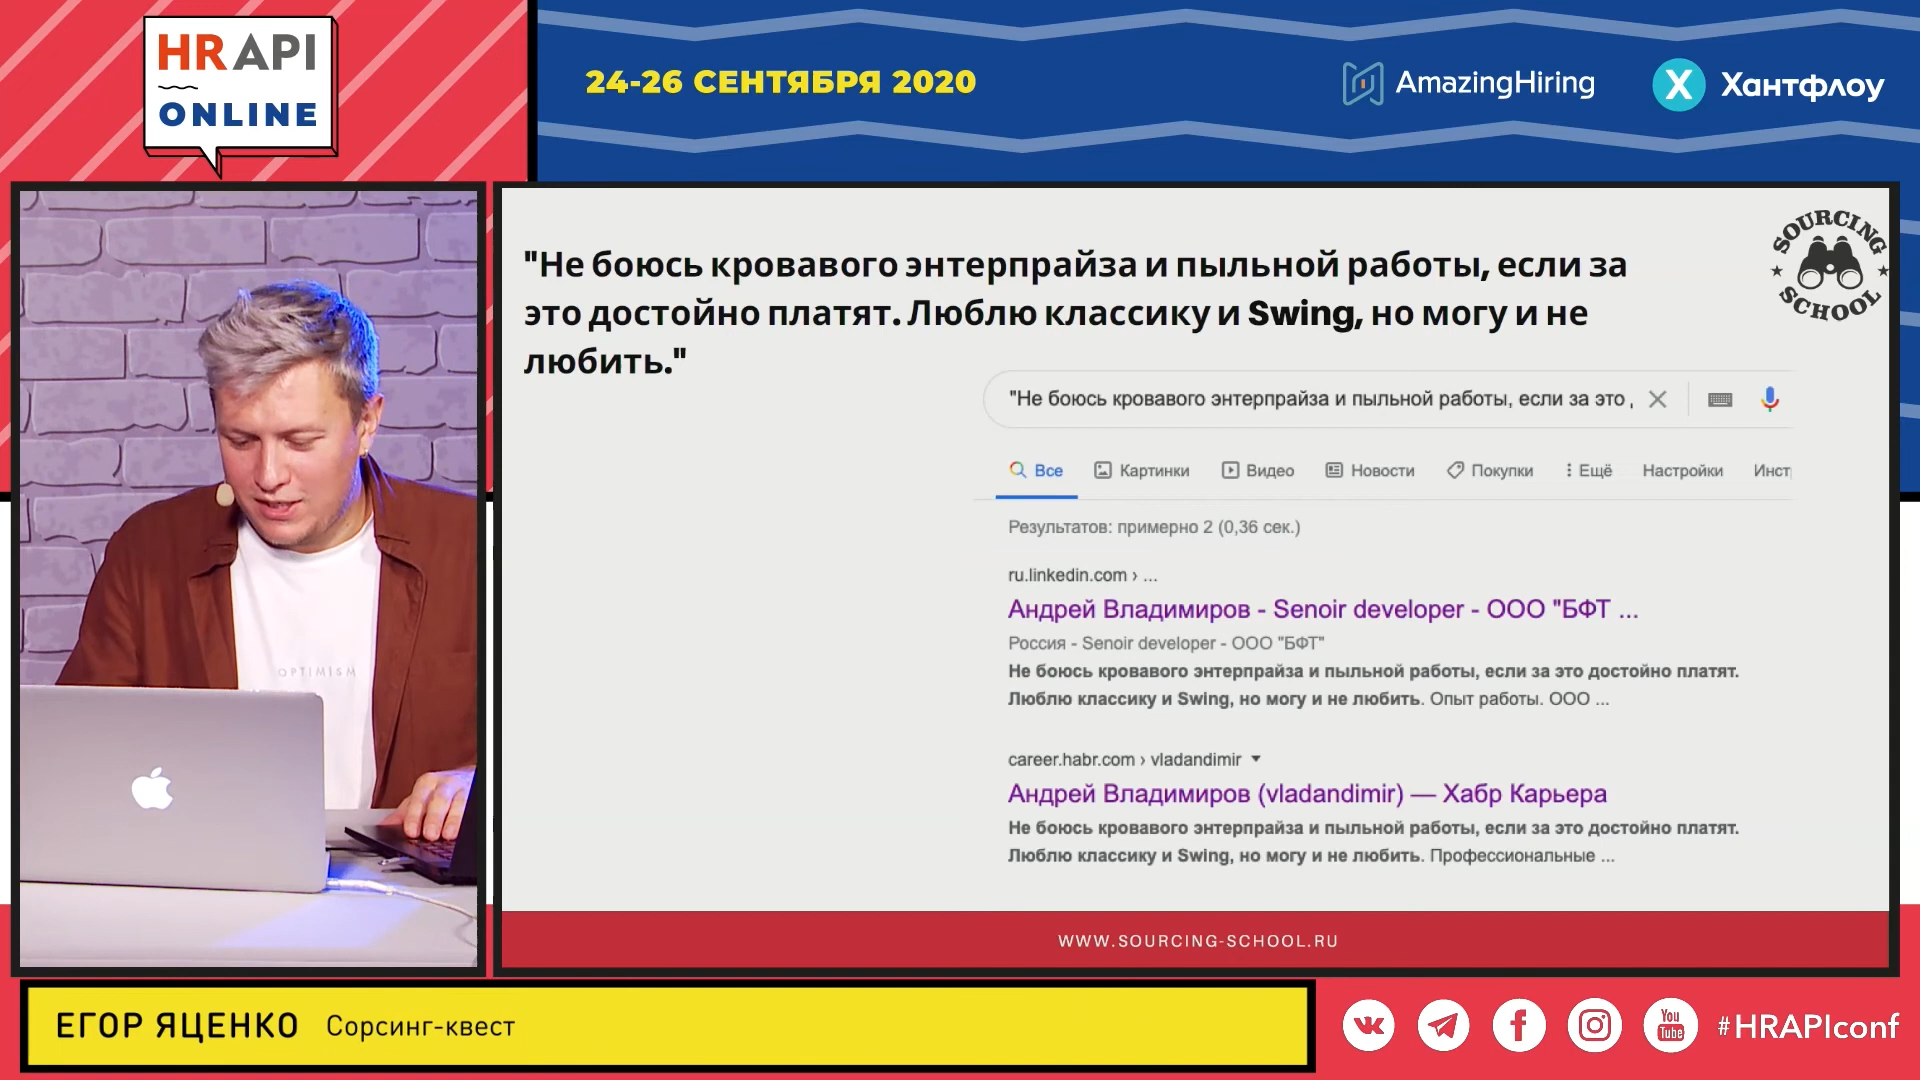 HR API
ONLINE
24-26 СЕНТЯБРЯ 2020
AmazingHiring
Хантфлоу
SOURCING
SCHOOL
"Не боюсь кровавого энтерпрайза и пыльной работы, если за
это достойно платят. Люблю классику и Swing, но могу и не
любить."
"Не боюсь кровавого энтерпрайза и пыльной работы, если за это
Все Картинки Видео Новости Покупки Ещё Настройки Инст
Результатов: примерно 2 (0,36 сек.)
ru.linkedin.com › ...
Андрей Владимиров - Senoir developer - ООО "БФТ ...
Россия - Senoir developer - ООО "БФТ"
Не боюсь кровавого энтерпрайза и пыльной работы, если за это достойно платят.
Люблю классику и Swing, но могу и не любить. Опыт работы. ООО ...
career.habr.com › vladandimir
Андрей Владимиров (vladandimir) — Хабр Карьера
Не боюсь кровавого энтерпрайза и пыльной работы, если за это достойно платят.
Люблю классику и Swing, но могу и не любить. Профессиональные ...
OPTIMISM
WWW.SOURCING-SCHOOL.RU
ЕГОР ЯЦЕНКО Сорсинг-квест
You
Tube
#HRAPIconf